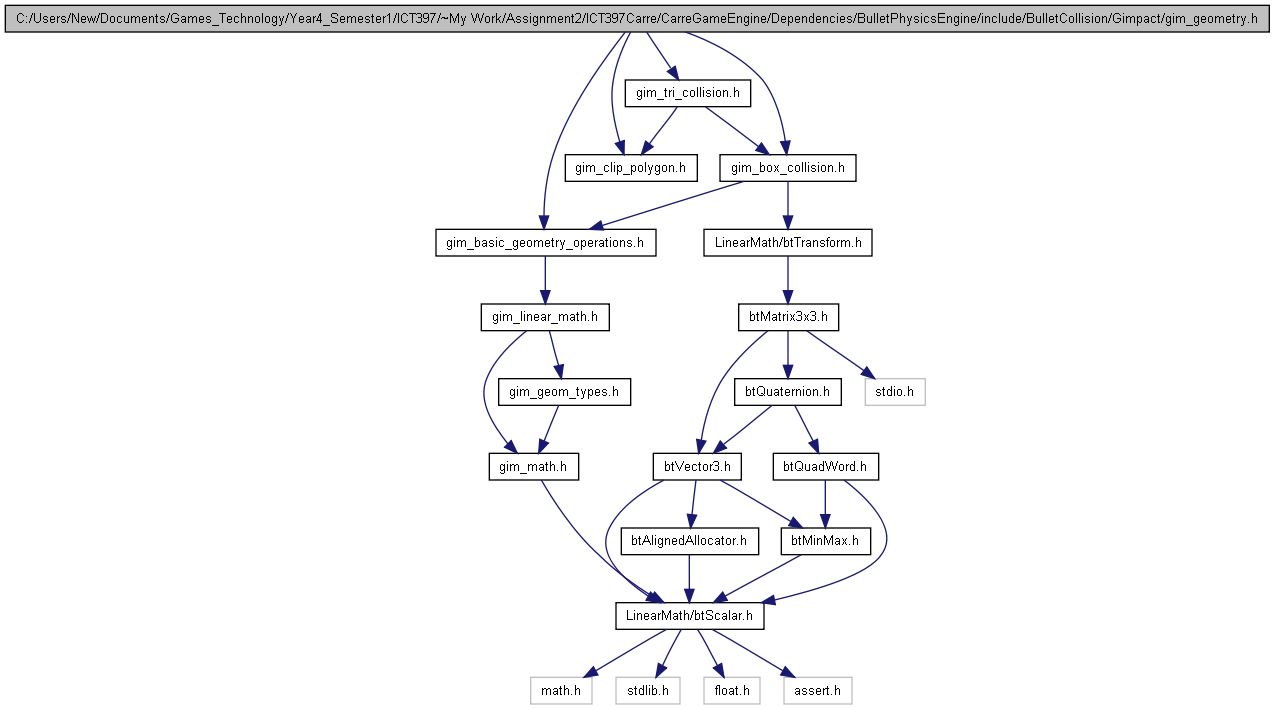 C:/Users/New/Documents/Games_Technology/Year4_Semester1/ICT397/~My Work/Assignment2/ICT397Carre/CarreGameEngine/Dependencies/BulletPhysicsEngine/include/BulletCollision/Gimpact/gim_geometry.h
gim_tri_collision.h
gim_clip_polygon.h
gim_box_collision.h
gim_basic_geometry_operations.h
LinearMath/btTransform.h
gim_linear_math.h
btMatrix3x3.h
gim_geom_types.h
btQuaternion.h
stdio.h
gim_math.h
btVector3.h
btQuadWord.h
btAlignedAllocator.h
btMinMax.h
LinearMath/btScalar.h
math.h
stdlib.h
float.h
assert.h